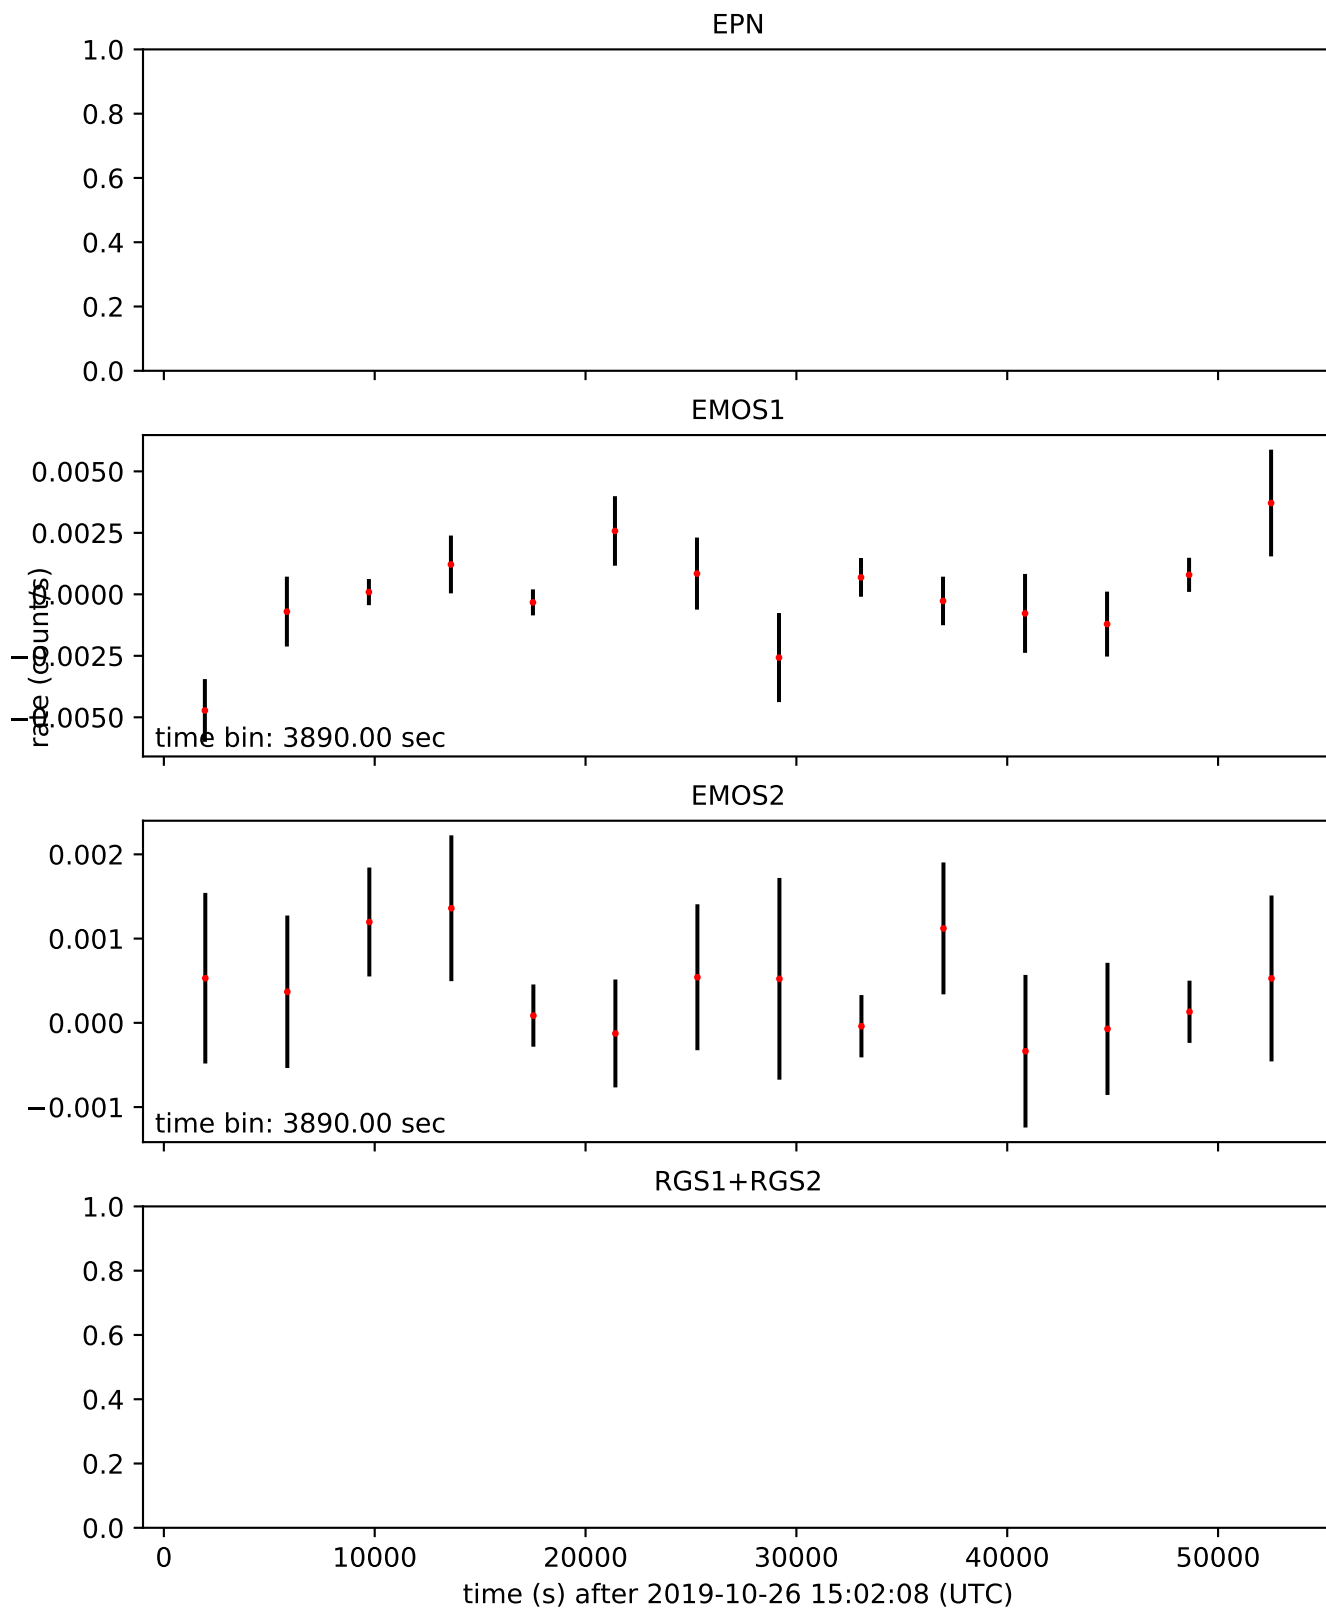 EPN
1.0
0.8
0.6
0.4
0.2
0.0
EMOS1
0.0050
0.0025
0.0000
−0.0025
−0.0050
rate (count/s)
time bin: 3890.00 sec
EMOS2
0.002
0.001
0.000
−0.001
time bin: 3890.00 sec
RGS1+RGS2
1.0
0.8
0.6
0.4
0.2
0.0
0 10000 20000 30000 40000 50000
time (s) after 2019-10-26 15:02:08 (UTC)